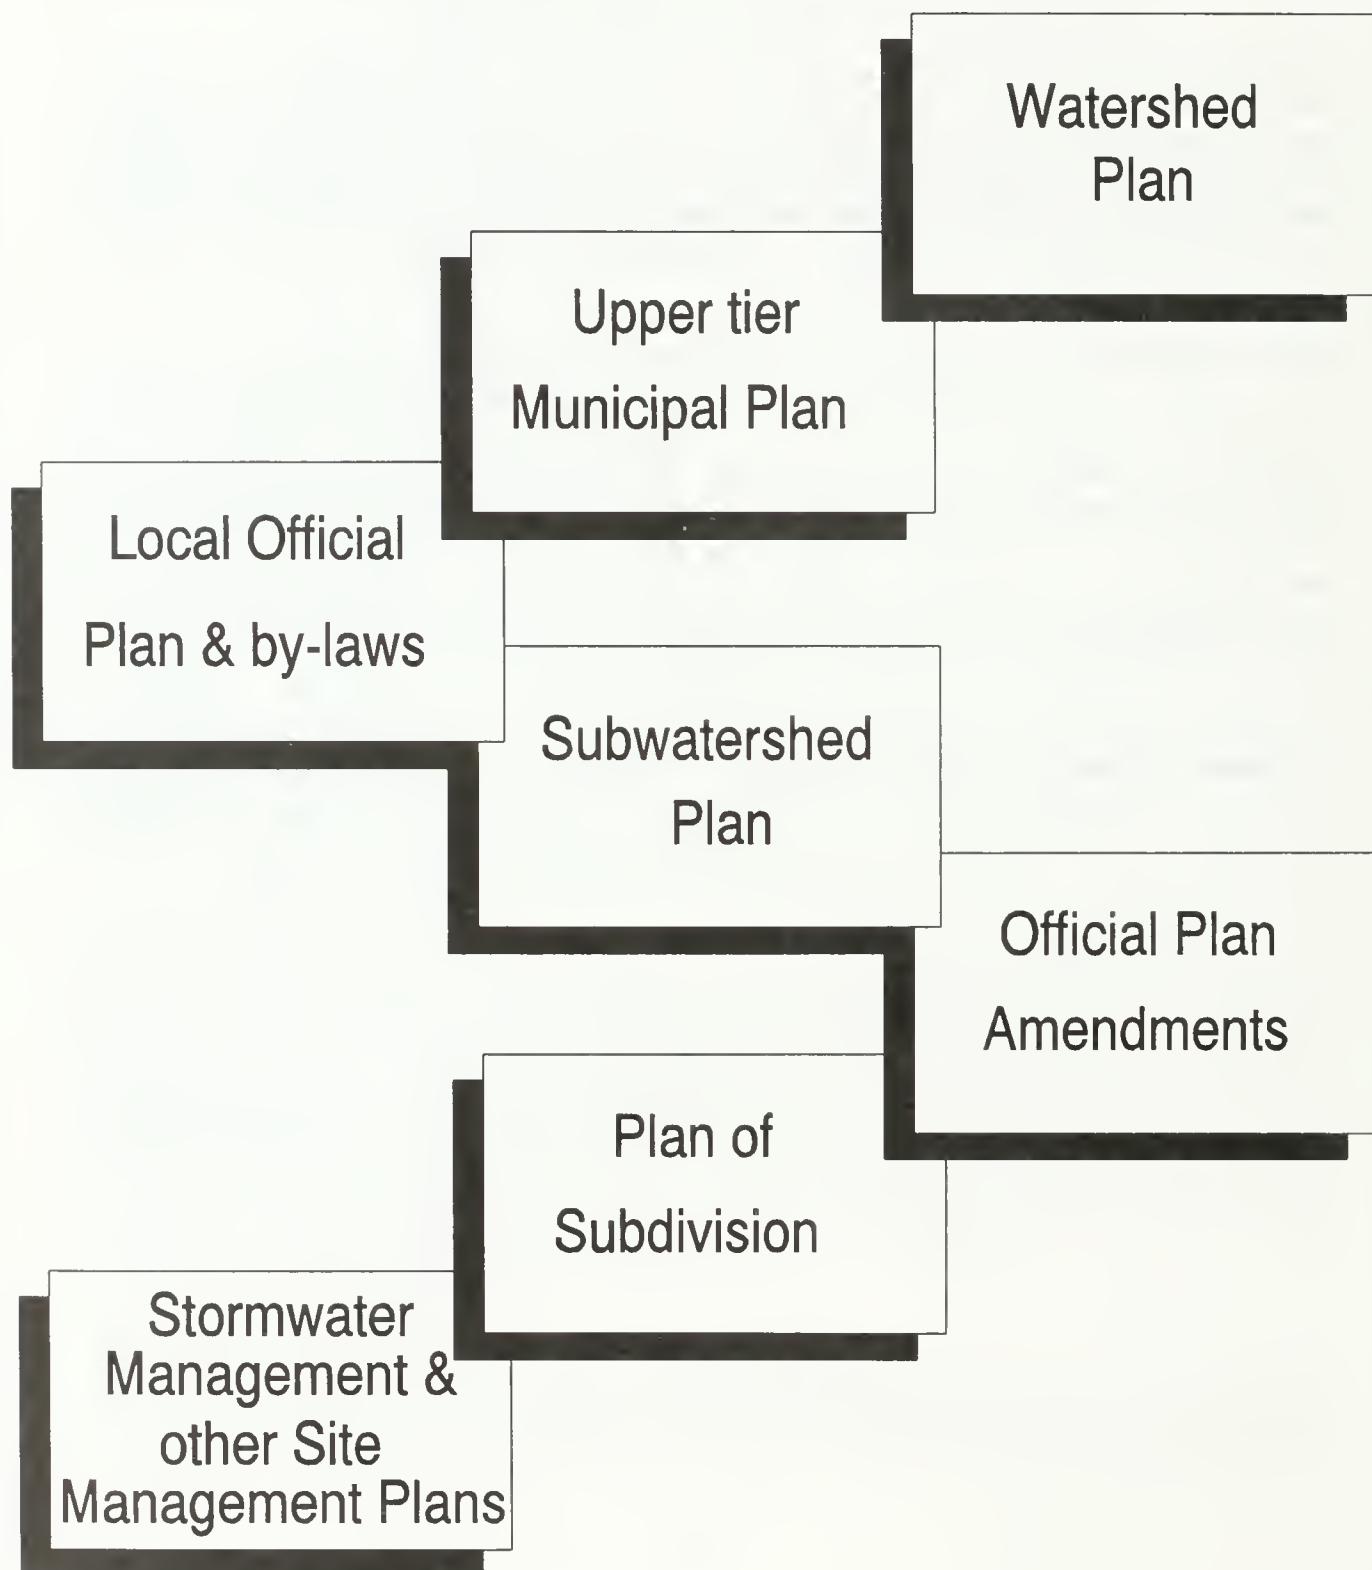 Watershed
Plan
Upper tier
Municipal Plan
Local Official
Plan & by-laws
Subwatershed
Plan
Official Plan
Amendments
Plan of
Subdivision
Stormwater
Management &
other Site
Management Plans